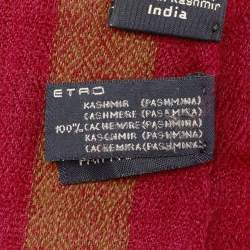 Kashmir
India
ETRO
KASHMIR (PASHMINA)
CASHMERE (PASHMINA)
100% CACHEMIRE (PASHMINA)
KASCHMIR (PASHMINA)
CACHEMIRA (PASHMINA)